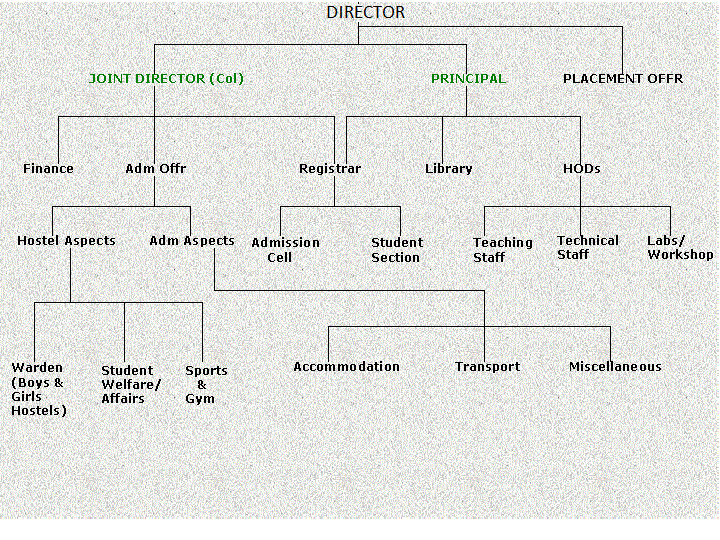 DIRECTOR
JOINT DIRECTOR (Col)
PRINCIPAL
PLACEMENT OFFR
Finance
Adm Offr
Registrar
Library
HODs
Hostel Aspects
Adm Aspects
Admission
Cell
Student
Section
Teaching
Staff
Technical
Staff
Labs/
Workshop
Warden
(Boys &
Girls
Hostels)
Student
Welfare/
Affairs
Sports
&
Gym
Accommodation
Transport
Miscellaneous